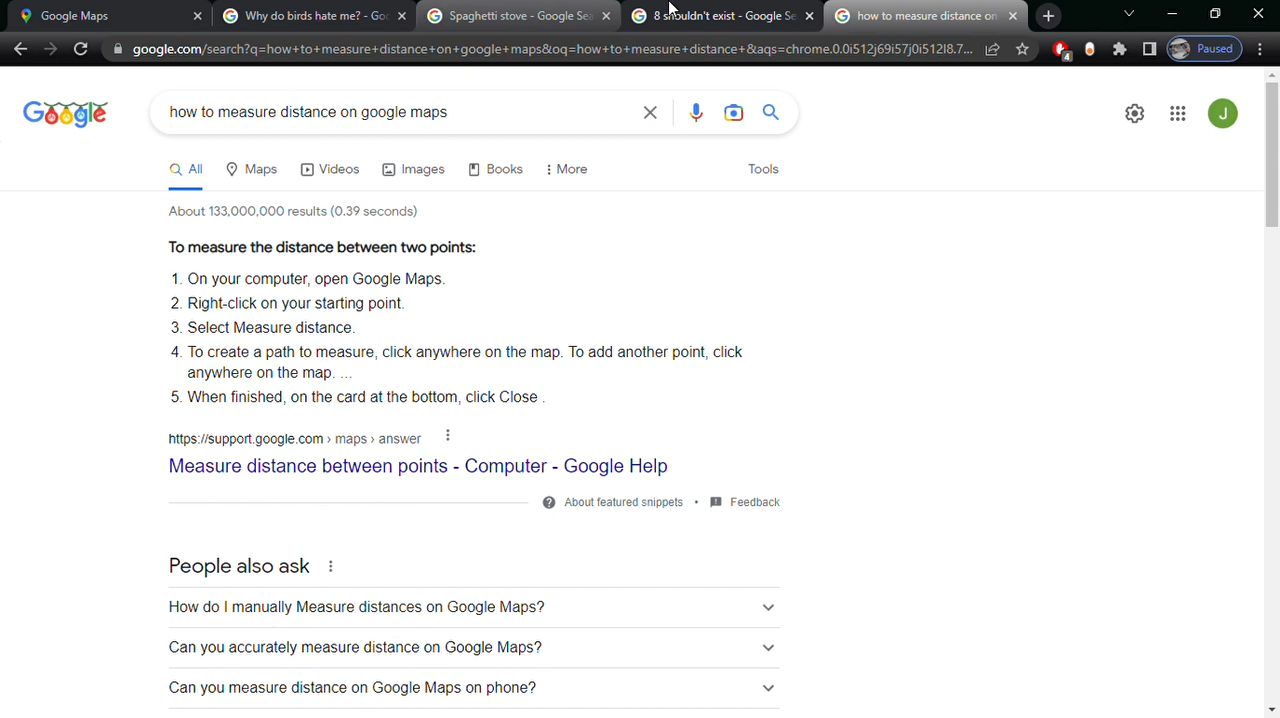 Google Maps
Why do birds hate me? - Goo
Spaghetti stove - Google Sea
8 shouldn't exist - Google Se
how to measure distance on
google.com/search?q=how+to+measure+distance+on+google+maps&oq=how+to+measure+distance+&aqs=chrome.0.0i512j69i57j0i512l8.7...
4
Paused
Google
how to measure distance on google maps
J
All
Maps
Videos
Images
Books
More
Tools
About 133,000,000 results (0.39 seconds)
To measure the distance between two points:
1. On your computer, open Google Maps.
2. Right-click on your starting point.
3. Select Measure distance.
4. To create a path to measure, click anywhere on the map. To add another point, click
anywhere on the map. ...
5. When finished, on the card at the bottom, click Close .
https://support.google.com › maps › answer
Measure distance between points - Computer - Google Help
About featured snippets • Feedback
People also ask
How do I manually Measure distances on Google Maps?
Can you accurately measure distance on Google Maps?
Can you measure distance on Google Maps on phone?